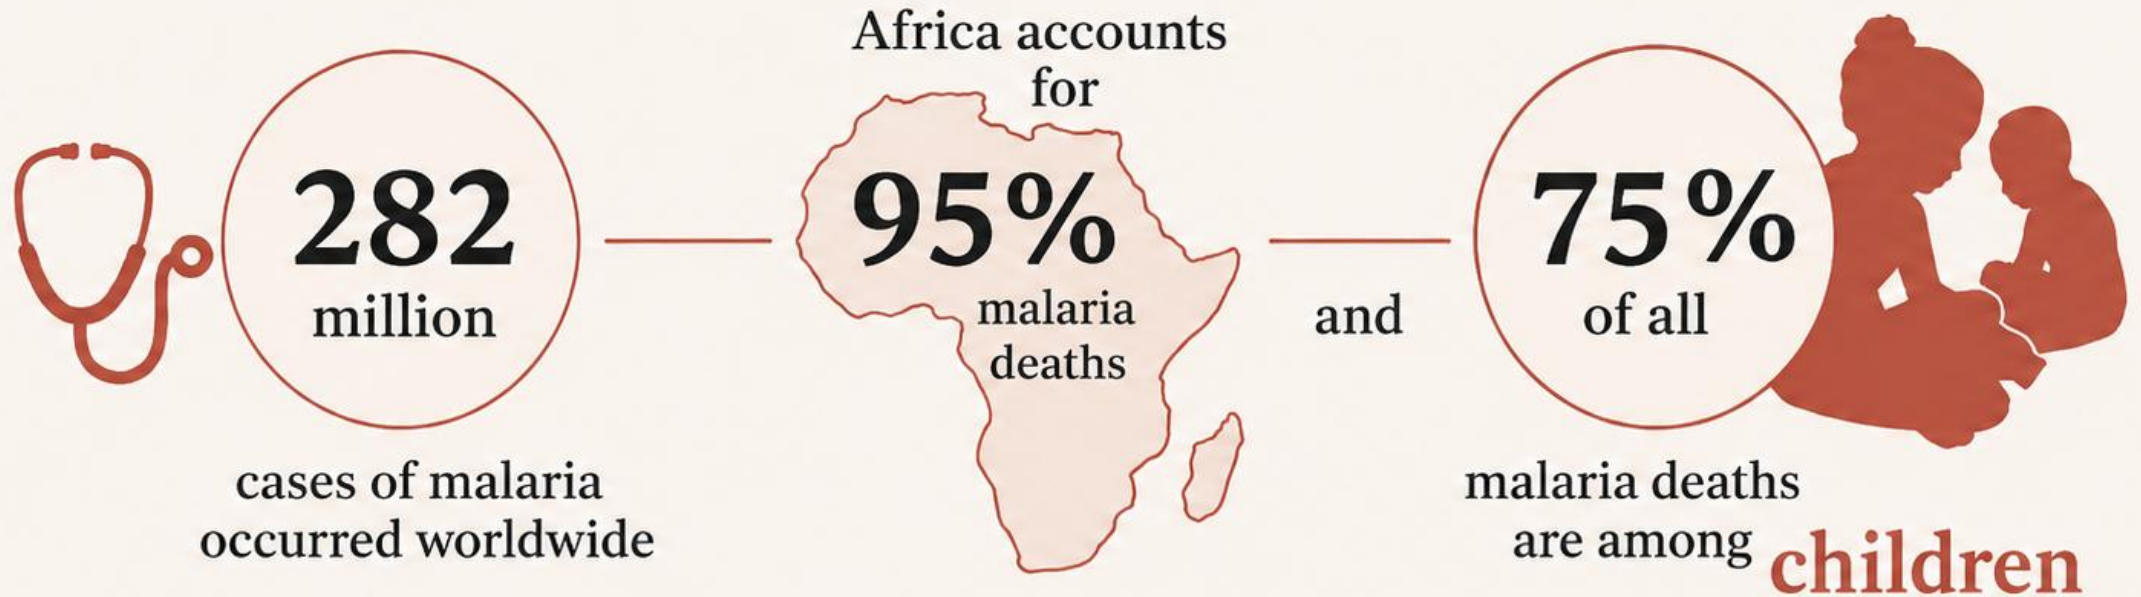 282
million
cases of malaria
occurred worldwide
Africa accounts
for
95%
malaria
deaths
and
75%
of all
malaria deaths
are among children